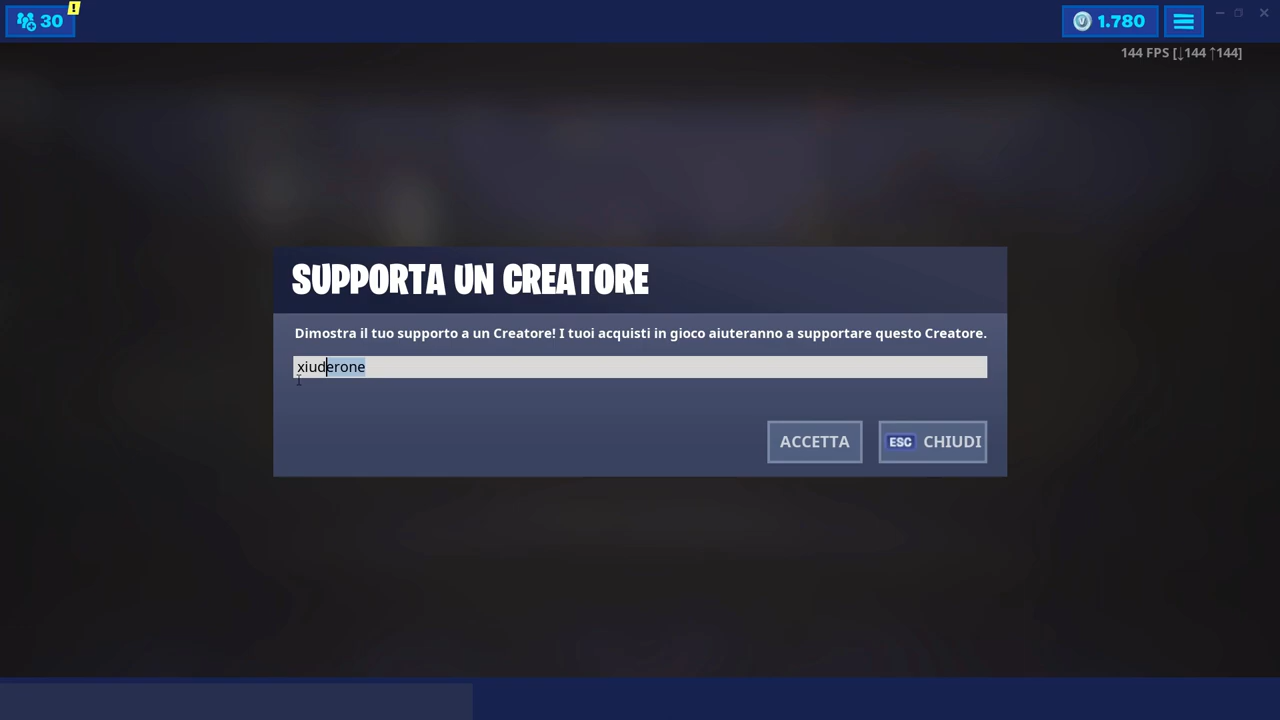 30
!
1.780
144 FPS [↓144 ↑144]
SUPPORTA UN CREATORE
Dimostra il tuo supporto a un Creatore! I tuoi acquisti in gioco aiuteranno a supportare questo Creatore.
xiuderone
ACCETTA
ESC CHIUDI